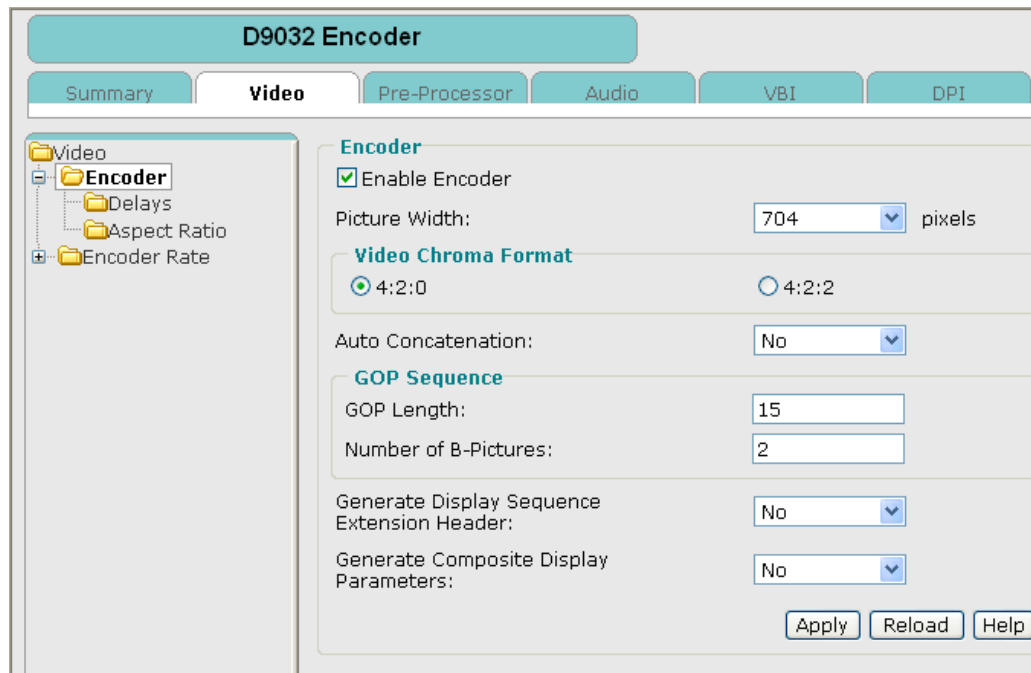 D9032 Encoder
Summary Video Pre-Processor Audio VBI DPI
Video
Encoder
Delays
Aspect Ratio
Encoder Rate
Encoder
Enable Encoder
Picture Width: 704 pixels
Video Chroma Format
4:2:0 4:2:2
Auto Concatenation: No
GOP Sequence
GOP Length: 15
Number of B-Pictures: 2
Generate Display Sequence
Extension Header: No
Generate Composite Display
Parameters: No
Apply Reload Help